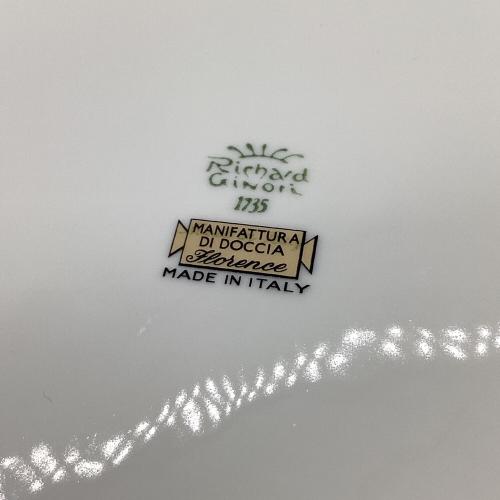 Richard
GINORI
1735
MANIFATTURA
DI DOCCIA
Florence
MADE IN ITALY